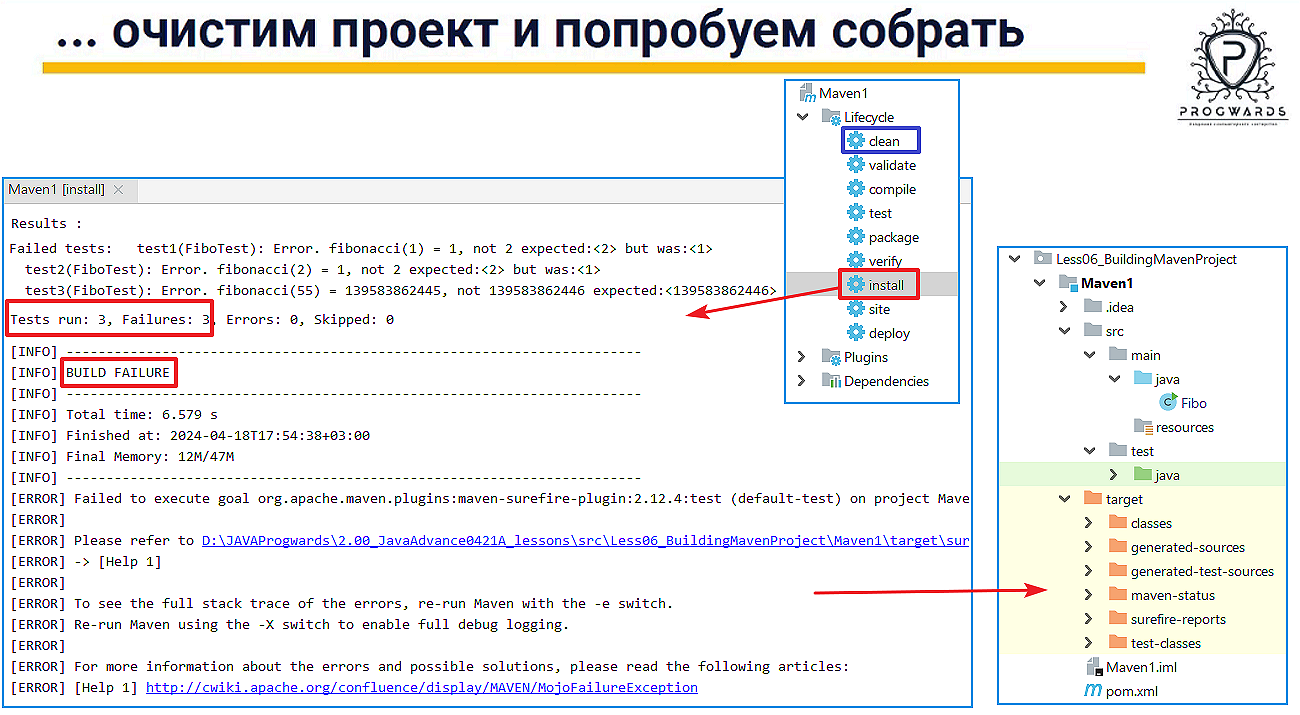 ... очистим проект и попробуем собрать
PROGWARDS
Maven1
Lifecycle
clean
validate
compile
test
package
verify
install
site
deploy
Plugins
Dependencies
Maven1 [install]
Results :
Failed tests:   test1(FiboTest): Error. fibonacci(1) = 1, not 2 expected:<2> but was:<1>
test2(FiboTest): Error. fibonacci(2) = 1, not 2 expected:<2> but was:<1>
test3(FiboTest): Error. fibonacci(55) = 139583862445, not 139583862446 expected:<139583862446>
Tests run: 3, Failures: 3, Errors: 0, Skipped: 0
[INFO] ------------------------------------------------------------------------
[INFO] BUILD FAILURE
[INFO] ------------------------------------------------------------------------
[INFO] Total time: 6.579 s
[INFO] Finished at: 2024-04-18T17:54:38+03:00
[INFO] Final Memory: 12M/47M
[INFO] ------------------------------------------------------------------------
[ERROR] Failed to execute goal org.apache.maven.plugins:maven-surefire-plugin:2.12.4:test (default-test) on project Mave
[ERROR]
[ERROR] Please refer to D:\JAVAProgwards\2.00_JavaAdvance0421A_lessons\src\Less06_BuildingMavenProject\Maven1\target\sur
[ERROR] -> [Help 1]
[ERROR]
[ERROR] To see the full stack trace of the errors, re-run Maven with the -e switch.
[ERROR] Re-run Maven using the -X switch to enable full debug logging.
[ERROR]
[ERROR] For more information about the errors and possible solutions, please read the following articles:
[ERROR] [Help 1] http://cwiki.apache.org/confluence/display/MAVEN/MojoFailureException
Less06_BuildingMavenProject
Maven1
.idea
src
main
java
Fibo
resources
test
java
target
classes
generated-sources
generated-test-sources
maven-status
surefire-reports
test-classes
Maven1.iml
pom.xml